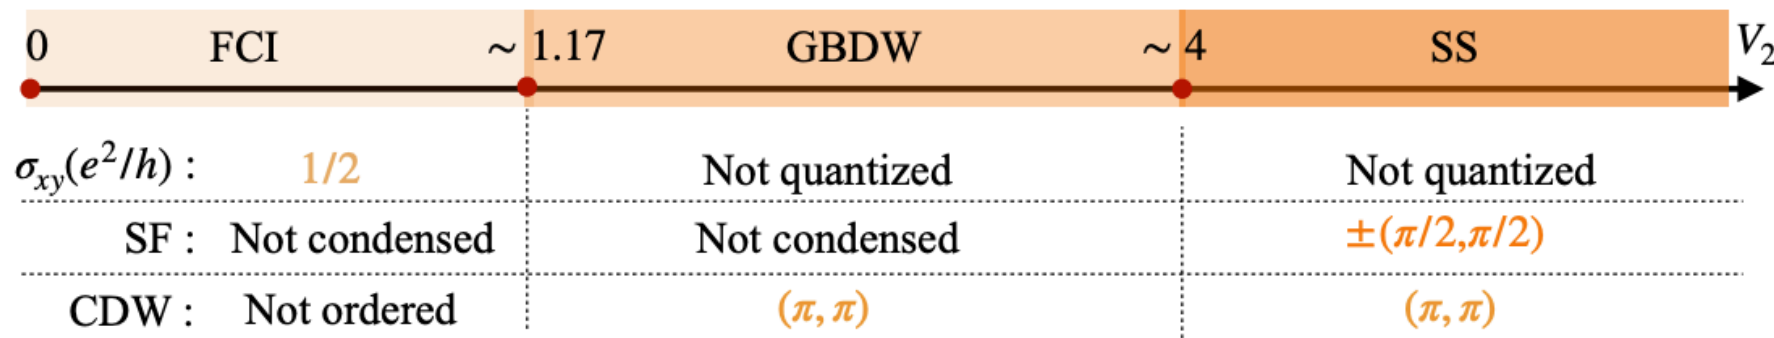 0 FCI ~ 1.17 GBDW ~ 4 SS V₂
σxy(e²/h) : 1/2 Not quantized Not quantized
SF : Not condensed Not condensed ±(π/2,π/2)
CDW : Not ordered (π, π) (π, π)